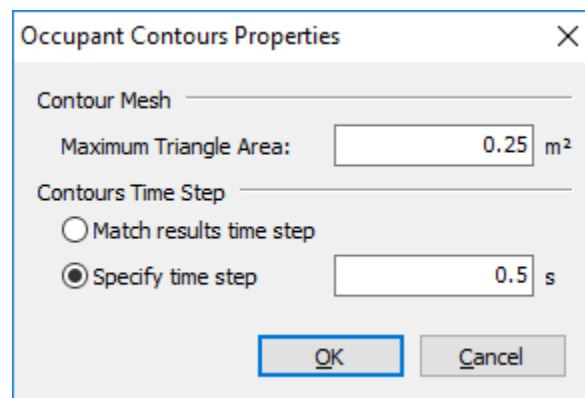 Occupant Contours Properties
Contour Mesh
Maximum Triangle Area: 0.25 m²
Contours Time Step
Match results time step
Specify time step 0.5 s
OK Cancel